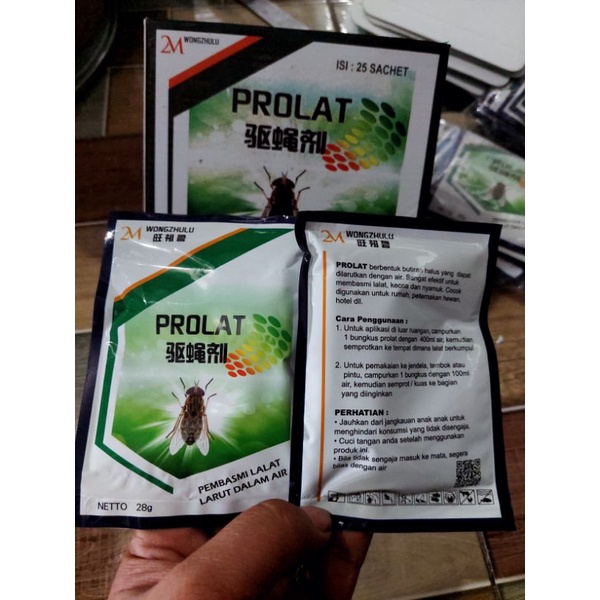 2M WONGZHULU
ISI : 25 SACHET
PROLAT
驱蝇剂
2M WONGZHULU
PROLAT
驱蝇剂
PEMBASMI LALAT
LARUT DALAM AIR
NETTO 28g
2M WONGZHULU
PROLAT berbentuk butiran halus yang dapat
dilarutkan dengan air. Sangat efektif untuk
membasmi lalat, kecoa dan nyamuk. Cocok
digunakan untuk rumah, peternakan hewan,
hotel dll.
Cara Penggunaan :
1. Untuk aplikasi di luar ruangan, campurkan
1 bungkus prolat dengan 400ml air, kemudian
semprotkan ke tempat dimana lalat berkumpul
2. Untuk pemakaian ke jendela, tembok atau
pintu, campurkan 1 bungkus dengan 100ml
air, kemudian semprot / kuas ke bagian
yang diinginkan
PERHATIAN :
• Jauhkan dari jangkauan anak anak untuk
menghindari konsumsi yang tidak disengaja.
• Cuci tangan anda setelah menggunakan
produk ini.
• Bila tidak sengaja masuk ke mata, segera
bilas dengan air